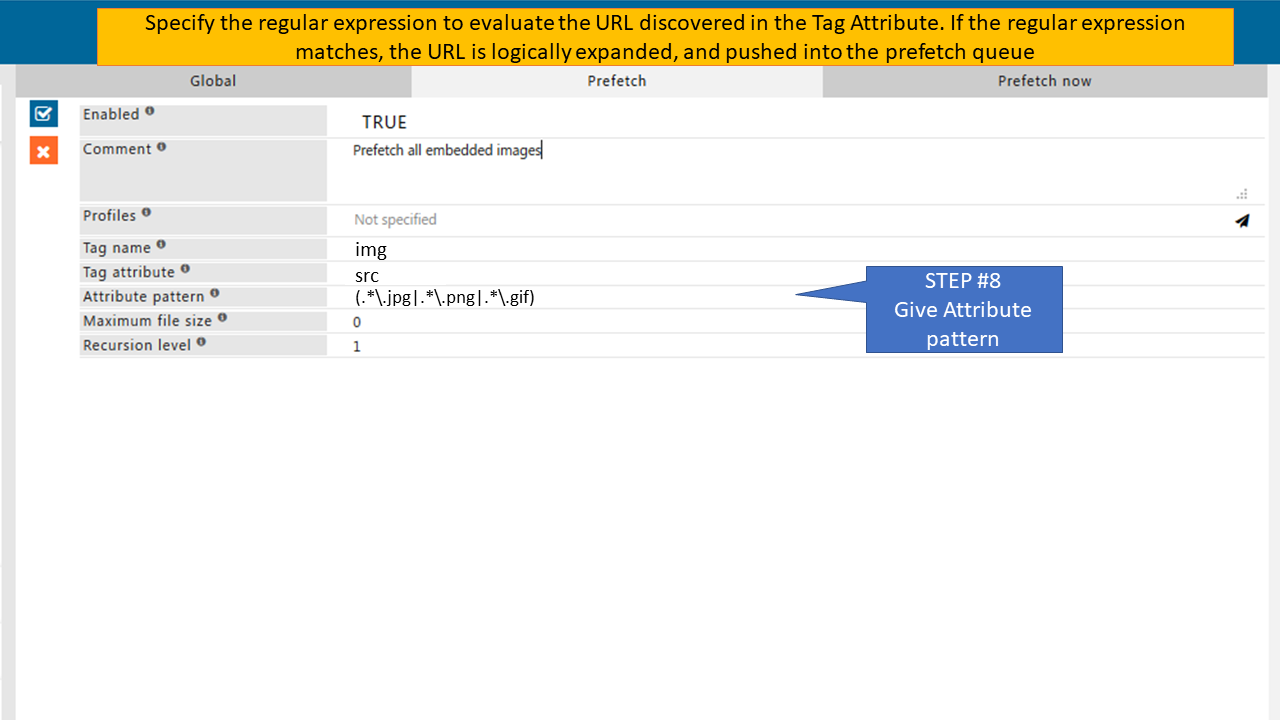 Specify the regular expression to evaluate the URL discovered in the Tag Attribute. If the regular expression
matches, the URL is logically expanded, and pushed into the prefetch queue
Global
Prefetch
Prefetch now
Enabled
TRUE
Comment
Prefetch all embedded images
Profiles
Not specified
Tag name
img
Tag attribute
src
Attribute pattern
(.*\.jpg|.*\.png|.*\.gif)
Maximum file size
0
Recursion level
1
STEP #8
Give Attribute
pattern